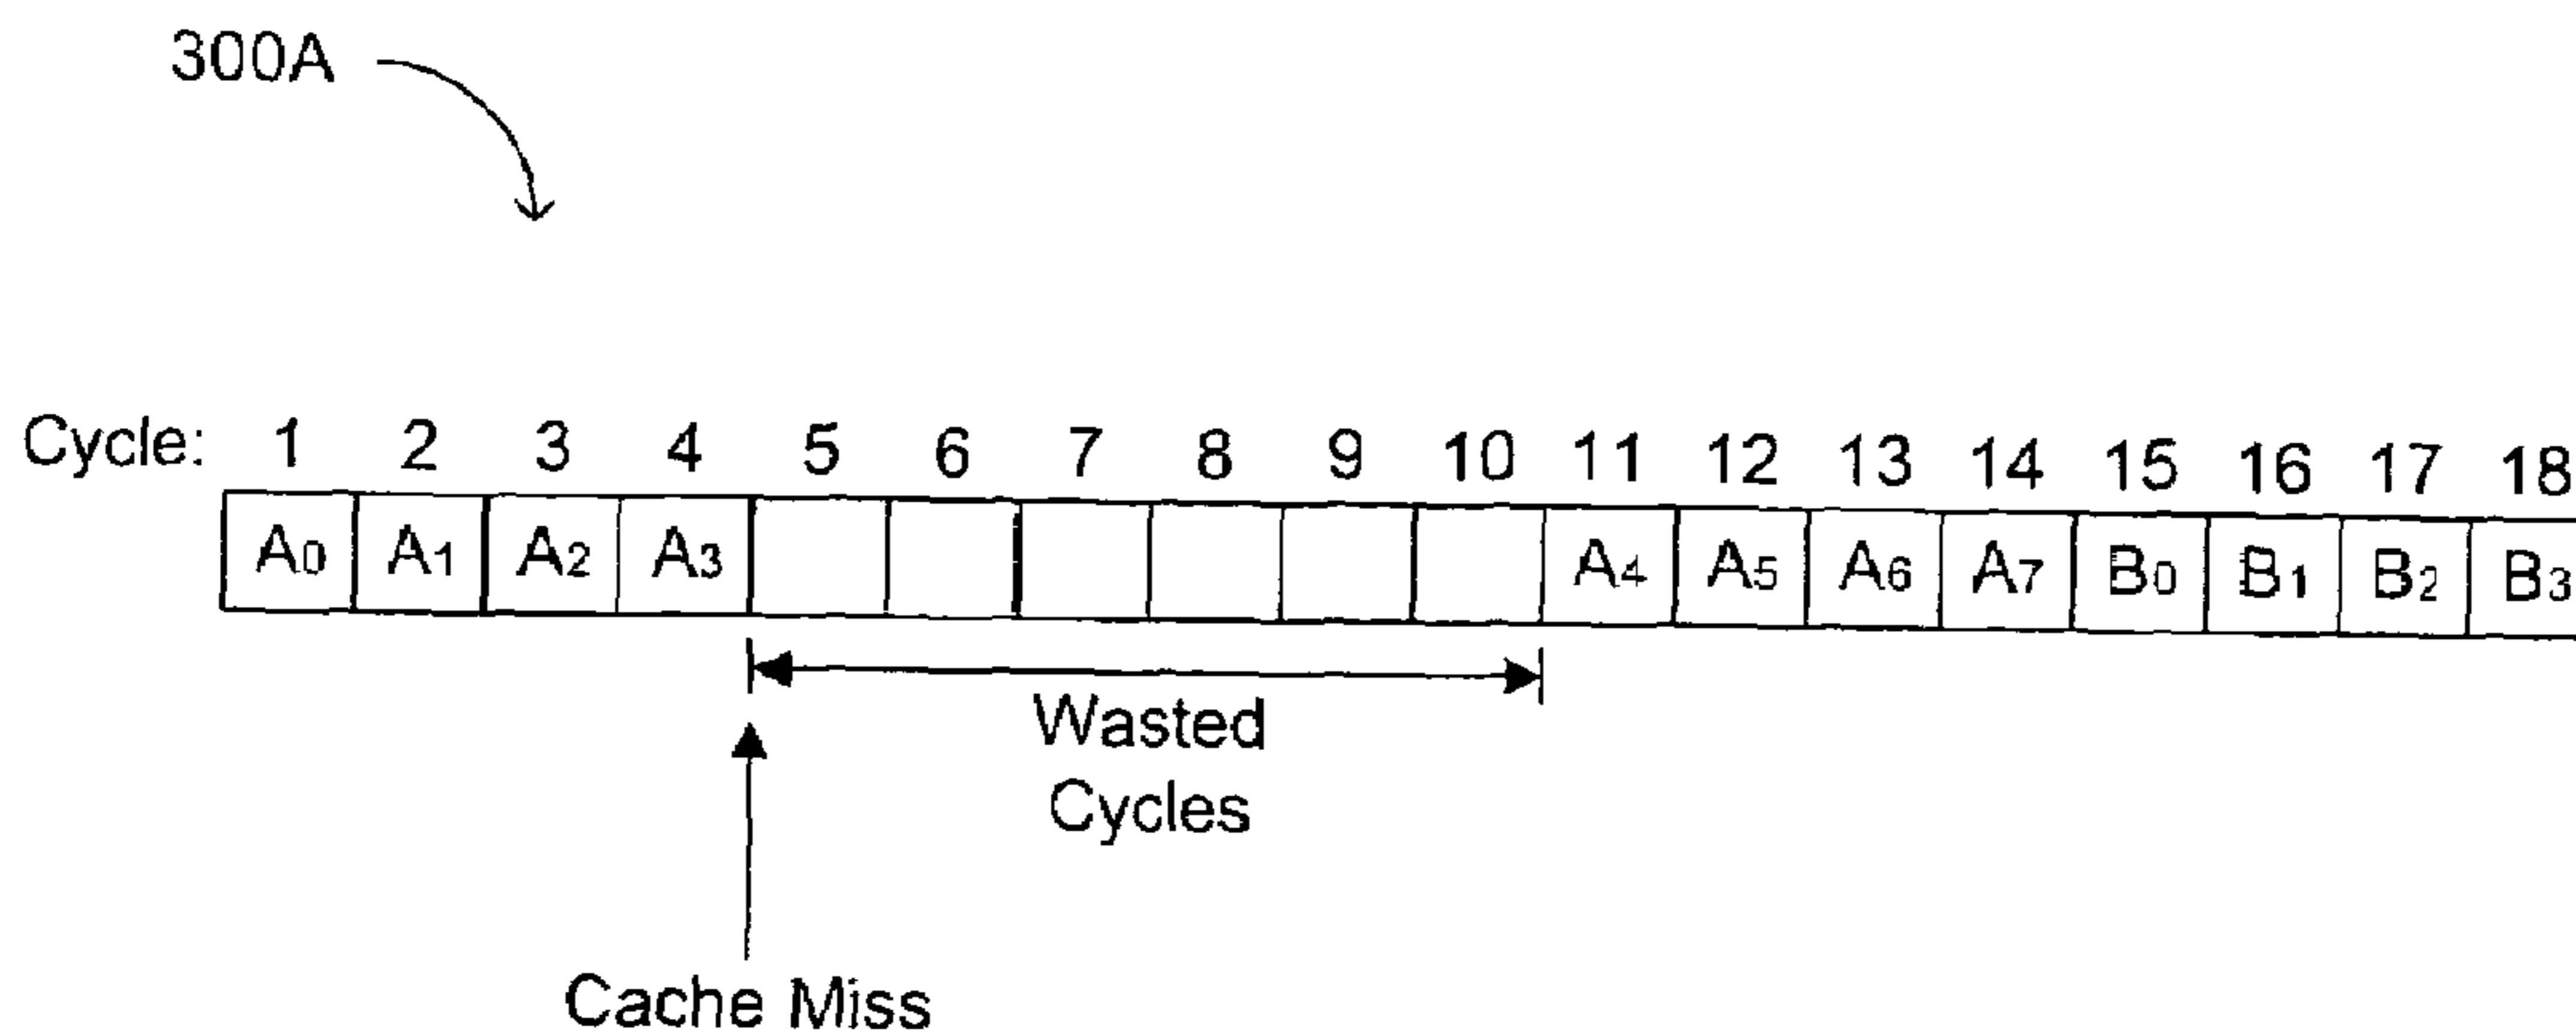 300A
Cycle: 1 2 3 4 5 6 7 8 9 10 11 12 13 14 15 16 17 18
A0 A1 A2 A3 A4 A5 A6 A7 B0 B1 B2 B3
Wasted
Cycles
Cache Miss